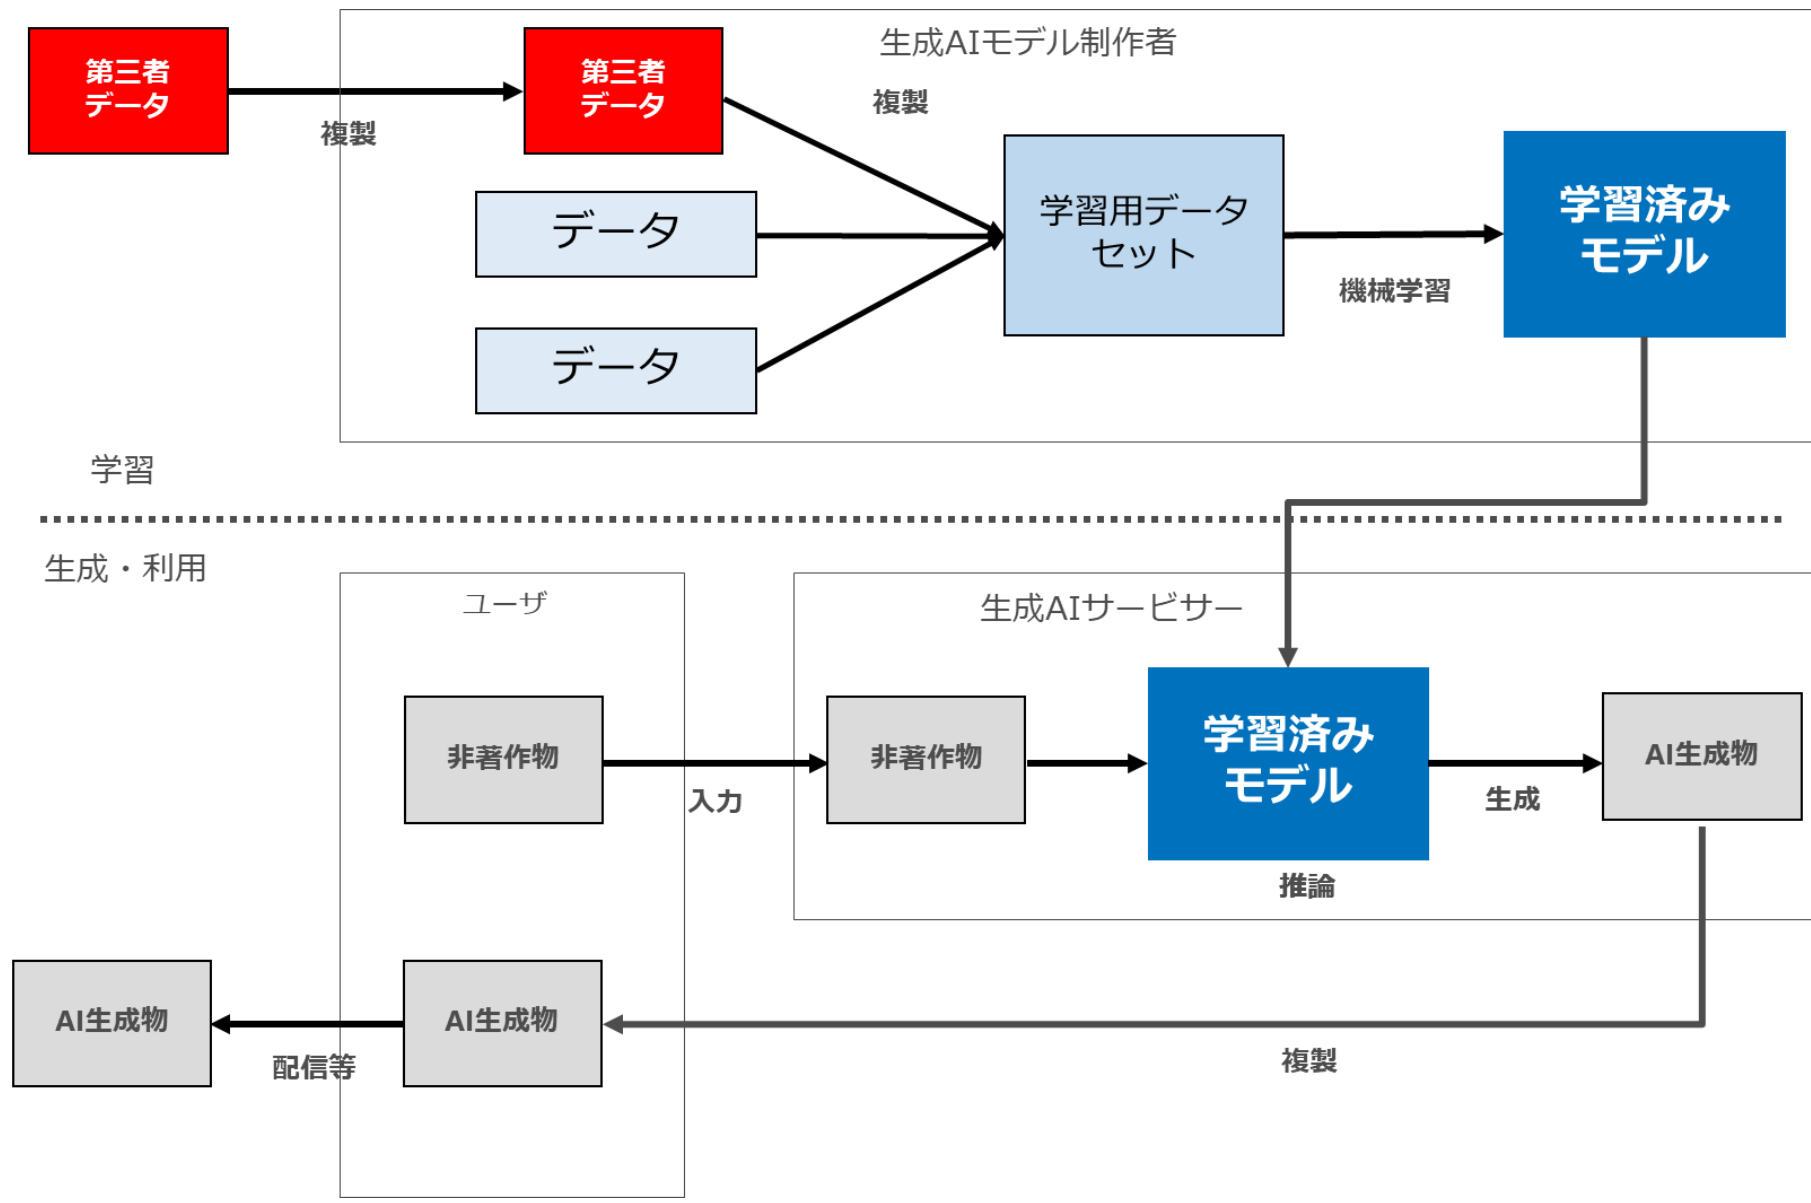 生成AIモデル制作者
第三者
データ
複製
第三者
データ
複製
データ
データ
学習用データ
セット
機械学習
学習済み
モデル
学習
生成・利用
ユーザ
生成AIサービサー
非著作物
入力
非著作物
学習済み
モデル
推論
生成
AI生成物
複製
AI生成物
配信等
AI生成物